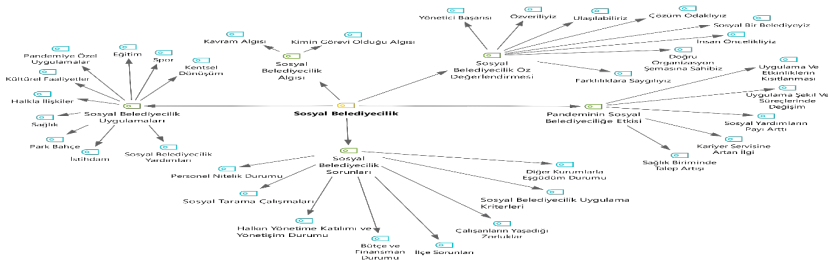 Kavram Algısı
Kimin Görevi Olduğu Algısı
Sosyal
Belediyecilik
Algısı
Yönetici Başarısı
Özveriliyiz
Ulaşılabiliriz
Çözüm Odaklıyız
Sosyal Bir Belediyeyiz
İnsan Öncelikliyiz
Doğru
Organizasyon
Şemasına Sahibiz
Farklılıklara Saygılıyız
Sosyal
Belediyecilik Öz
Değerlendirmesi
Pandemiye Özel
Uygulamalar
Eğitim
Spor
Kentsel
Dönüşüm
Kültürel Faaliyetler
Halkla İlişkiler
Sağlık
Park Bahçe
İstihdam
Sosyal Belediyecilik
Yardımları
Sosyal Belediyecilik
Uygulamaları
Sosyal Belediyecilik
Pandeminin Sosyal
Belediyeciliğe Etkisi
Uygulama Ve
Etkinliklerin
Kısıtlanması
Uygulama Şekil Ve
Süreçlerinde
Değişim
Sosyal Yardımların
Payı Arttı
Kariyer Servisine
Artan İlgi
Sağlık Biriminde
Talep Artışı
Sosyal
Belediyecilik
Sorunları
Personel Nitelik Durumu
Sosyal Tarama Çalışmaları
Halkın Yönetime Katılımı ve
Yönetişim Durumu
Bütçe ve
Finansman
Durumu
İlçe Sorunları
Çalışanların Yaşadığı
Zorluklar
Sosyal Belediyecilik Uygulama
Kriterleri
Diğer Kurumlarla
Eşgüdüm Durumu